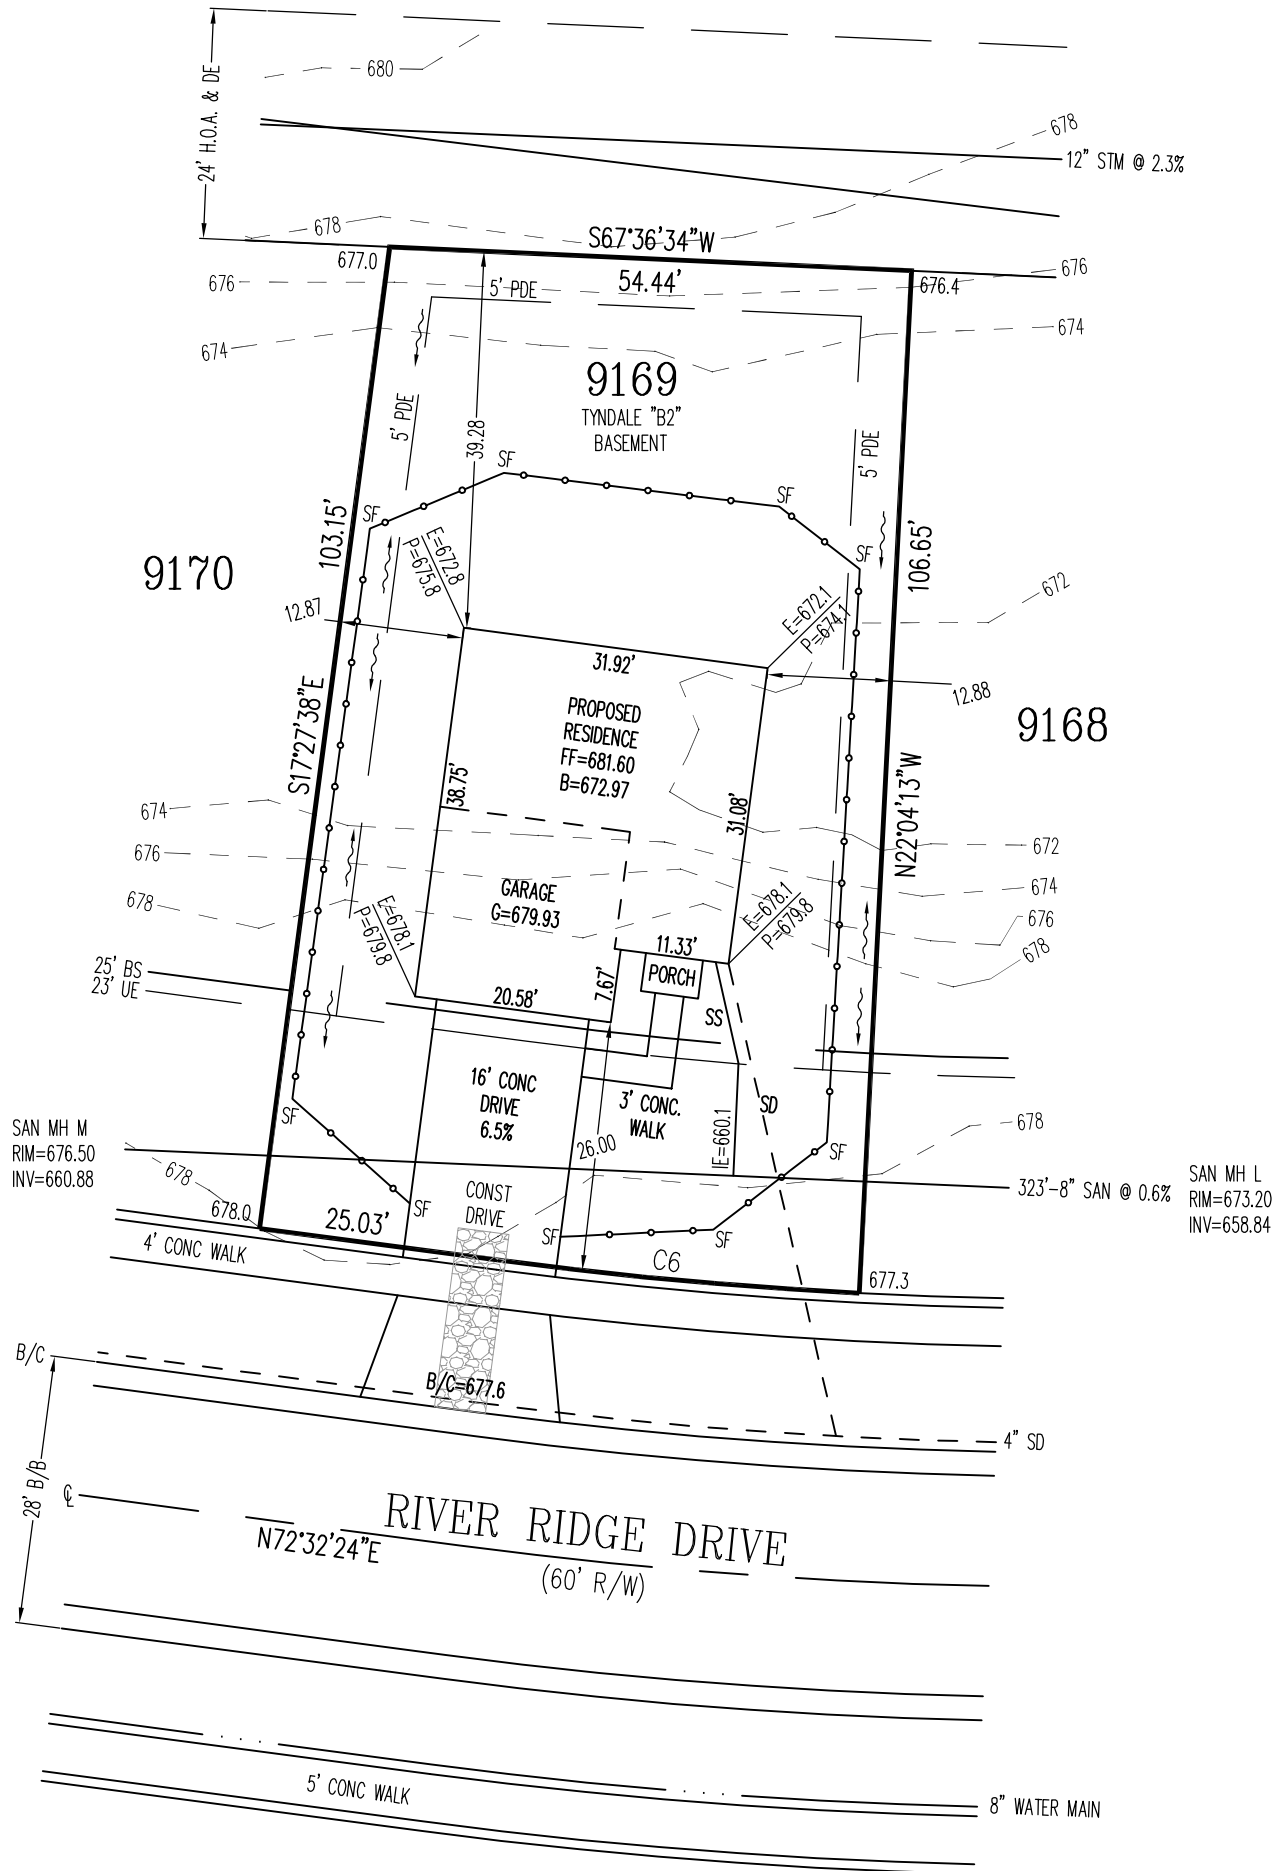 24' H.O.A. & DE
680
678
12" STM @ 2.3%
678
S67°36'34"W
677.0
54.44'
676
676.4
676
5' PDE
674
674
9169
TYNDALE "B2"
BASEMENT
5' PDE
39.28
5' PDE
SF
SF
SF
SF
103.15'
106.65'
9170
E=672.8
P=675.8
12.87
E=672.1
P=674.1
672
31.92'
12.88
S17°27'38"E
PROPOSED
RESIDENCE
FF=681.60
B=672.97
9168
N22°04'13"W
38.75'
31.08'
674
672
676
674
678
GARAGE
G=679.93
676
678
E=678.1
P=679.8
E=678.1
P=679.8
11.33'
PORCH
7.67'
25' BS
23' UE
20.58'
SS
16' CONC
DRIVE
6.5%
3' CONC.
WALK
SD
26.00
IE=660.1
SF
678
SF
SAN MH M
RIM=676.50
INV=660.88
678
678.0
25.03'
SF
CONST
DRIVE
SF
SF
C6
323'-8" SAN @ 0.6%
SAN MH L
RIM=673.20
INV=658.84
677.3
4' CONC WALK
B/C
B/C=677.6
4" SD
28' B/B
℄
RIVER RIDGE DRIVE
N72°32'24"E
(60' R/W)
5' CONC WALK
8" WATER MAIN